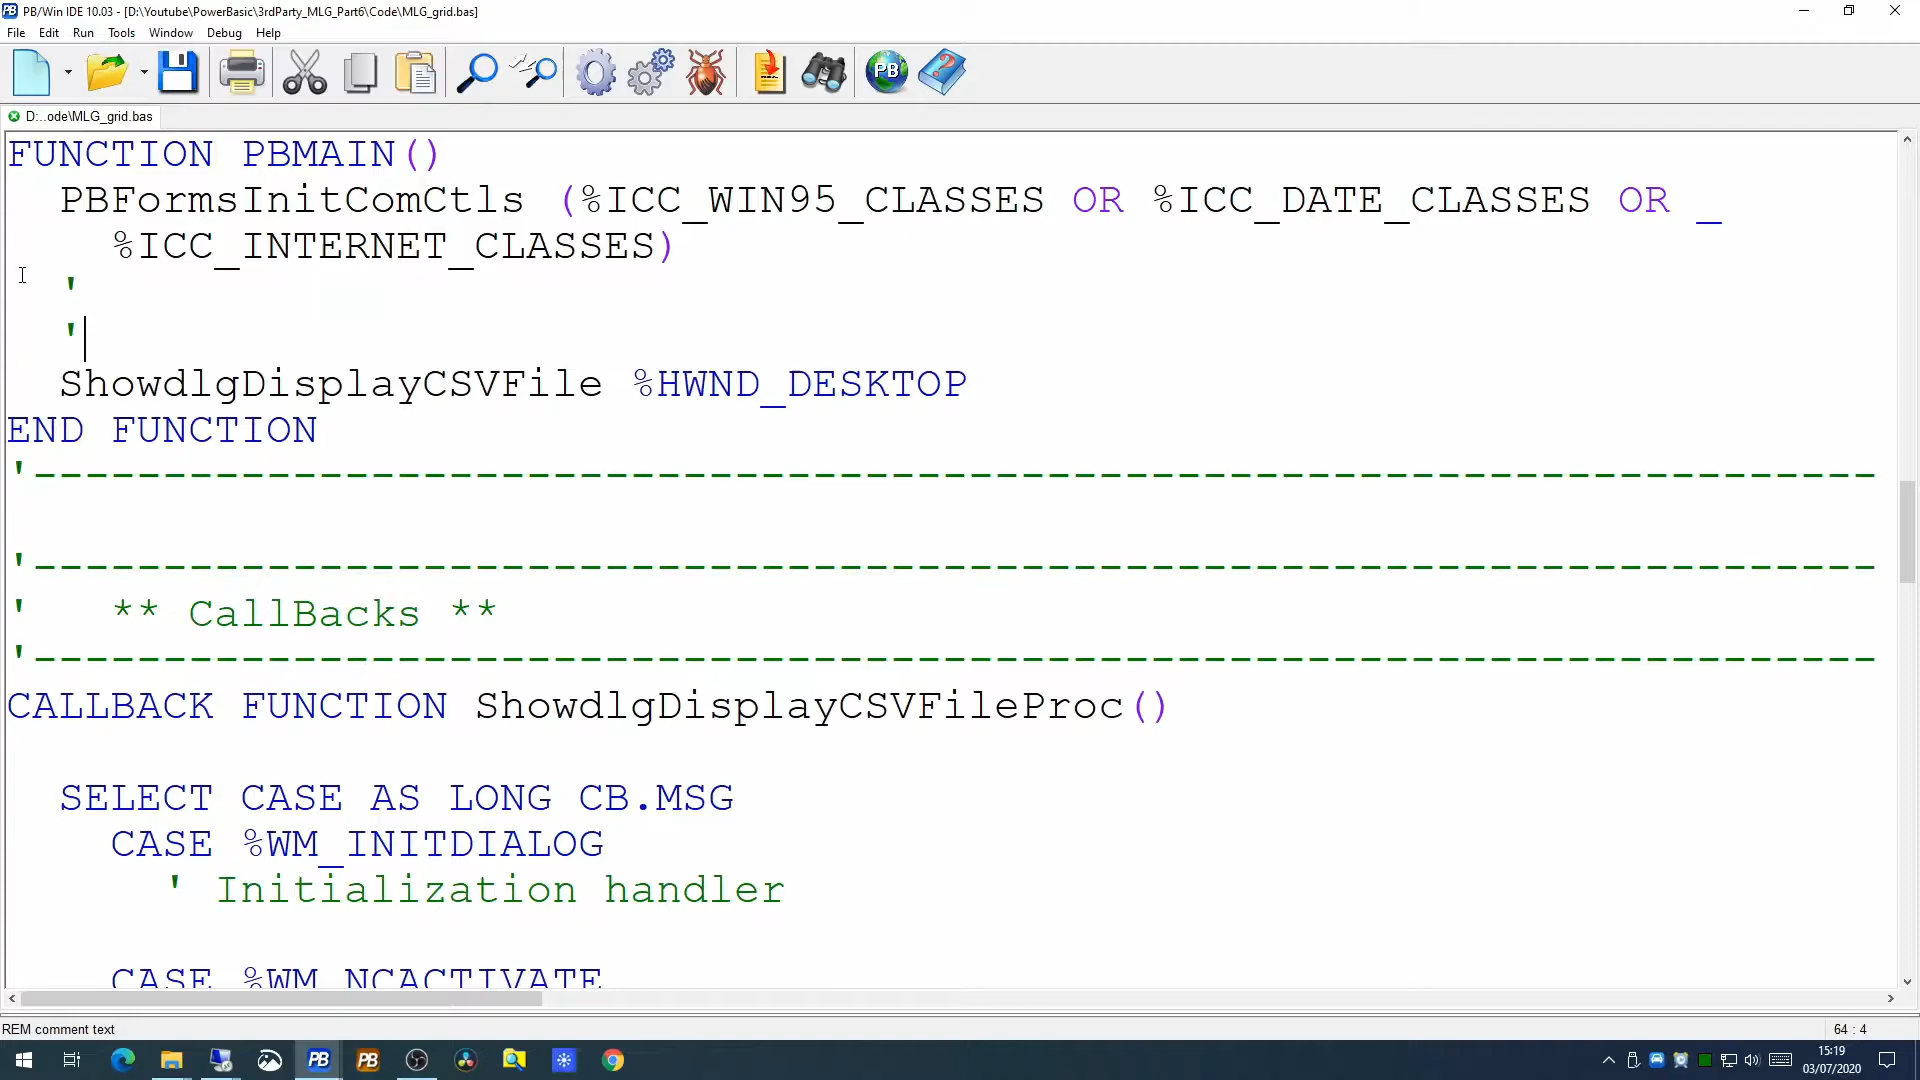 PB/Win IDE 10.03 - [D:\Youtube\PowerBasic\3rdParty_MLG_Part6\Code\MLG_grid.bas]
File Edit Run Tools Window Debug Help
D:..ode\MLG_grid.bas
FUNCTION PBMAIN()
PBFormsInitComCtls (%ICC_WIN95_CLASSES OR %ICC_DATE_CLASSES OR _
%ICC_INTERNET_CLASSES)
'
'
ShowdlgDisplayCSVFile %HWND_DESKTOP
END FUNCTION
'------------------------------------------------------------------------
'------------------------------------------------------------------------
' ** CallBacks **
'------------------------------------------------------------------------
CALLBACK FUNCTION ShowdlgDisplayCSVFileProc()
SELECT CASE AS LONG CB.MSG
CASE %WM_INITDIALOG
' Initialization handler
CASE %WM_NCACTIVATE
REM comment text
64 : 4
15:19
03/07/2020